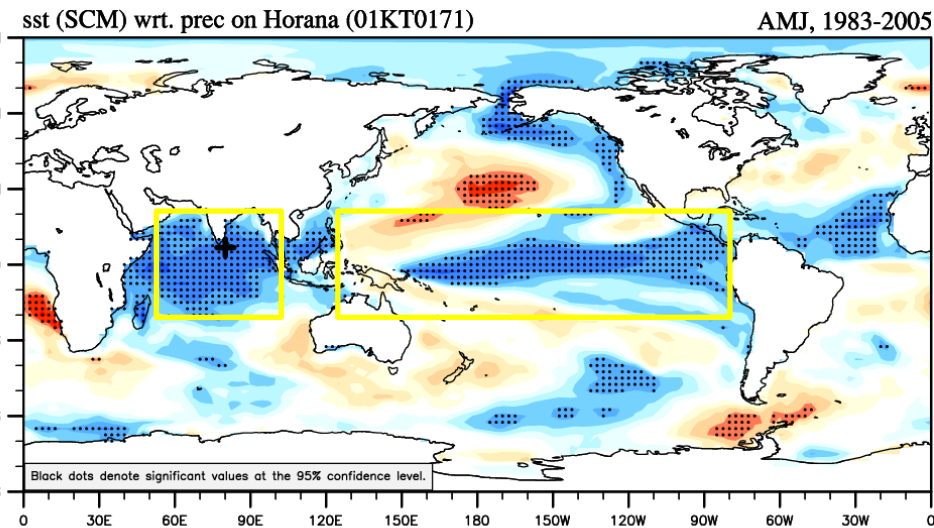 sst (SCM) wrt. prec on Horana (01KT0171) AMJ, 1983-2005
Black dots denote significant values at the 95% confidence level.
0 30E 60E 90E 120E 150E 180 150W 120W 90W 60W 30W 0